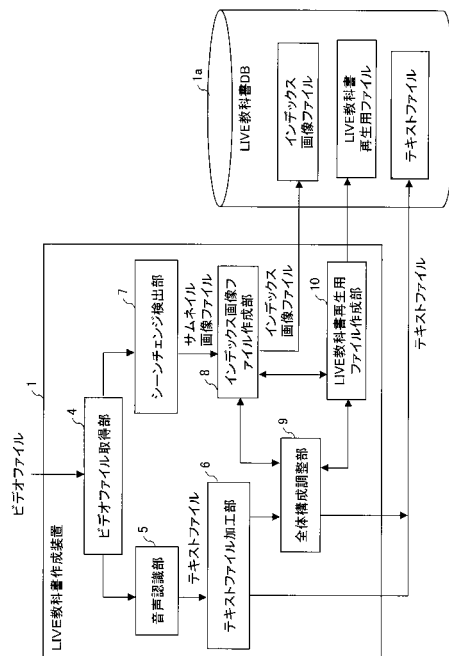 ビデオファイル
LIVE教科書作成装置
1
ビデオファイル取得部
4
音声認識部
5
シーンチェンジ検出部
7
テキストファイル
サムネイル
画像ファイル
テキストファイル加工部
6
インデックス画像フ
ァイル作成部
8
インデックス
画像ファイル
全体構成調整部
9
LIVE教科書再生用
ファイル作成部
10
テキストファイル
1a
LIVE教科書DB
インデックス
画像ファイル
LIVE教科書
再生用ファイル
テキストファイル